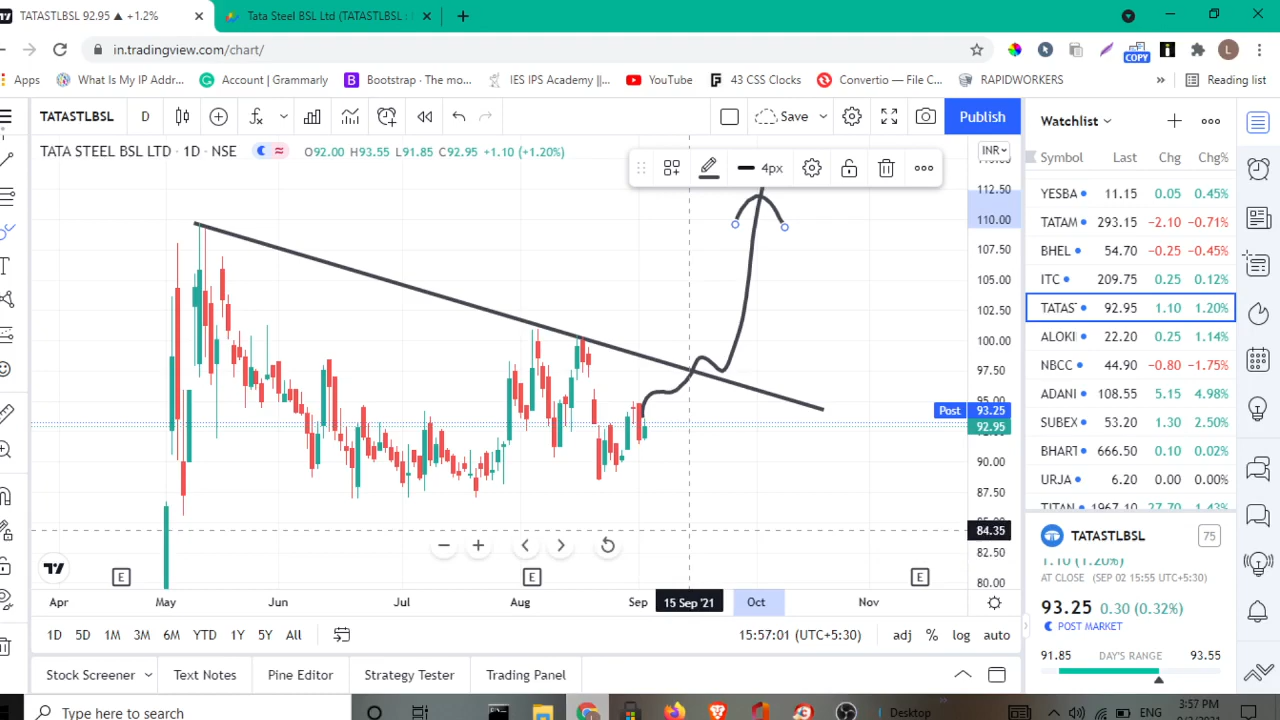 TATASTLBSL 92.95 ▲ +1.2%
Tata Steel BSL Ltd (TATASTLBSL :
in.tradingview.com/chart/
COPY
L
Apps
What Is My IP Addr...
Account | Grammarly
Bootstrap · The mo...
IES IPS Academy ||...
YouTube
43 CSS Clocks
Convertio — File C...
RAPIDWORKERS
»
Reading list
TATASTLBSL
D
Save
Publish
Watchlist
TATA STEEL BSL LTD · 1D · NSE
O92.00 H93.55 L91.85 C92.95 +1.10 (+1.20%)
4px
INR
Symbol Last Chg Chg%
YESBA 11.15 0.05 0.45%
TATAM 293.15 −2.10 −0.71%
BHEL 54.70 −0.25 −0.45%
ITC 209.75 0.25 0.12%
TATAS 92.95 1.10 1.20%
ALOKI 22.20 0.25 1.14%
NBCC 44.90 −0.80 −1.75%
ADANI 108.55 5.15 4.98%
SUBEX 53.20 1.30 2.50%
BHART 666.50 0.10 0.02%
URJA 6.20 0.00 0.00%
TITAN 1967.10 27.70 1.43%
112.50
110.00
107.50
105.00
102.50
100.00
97.50
95.00
Post 93.25
92.95
90.00
87.50
84.35
82.50
80.00
E
E
E
Apr May Jun Jul Aug Sep 15 Sep '21 Oct Nov
TATASTLBSL
75
1.10 (1.20%)
AT CLOSE (SEP 02 15:55 UTC+5:30)
93.25 0.30 (0.32%)
POST MARKET
91.85 DAY'S RANGE 93.55
1D 5D 1M 3M 6M YTD 1Y 5Y All
15:57:01 (UTC+5:30)
adj % log auto
Stock Screener
Text Notes
Pine Editor
Strategy Tester
Trading Panel
Type here to search
Desktop
ENG
3:57 PM